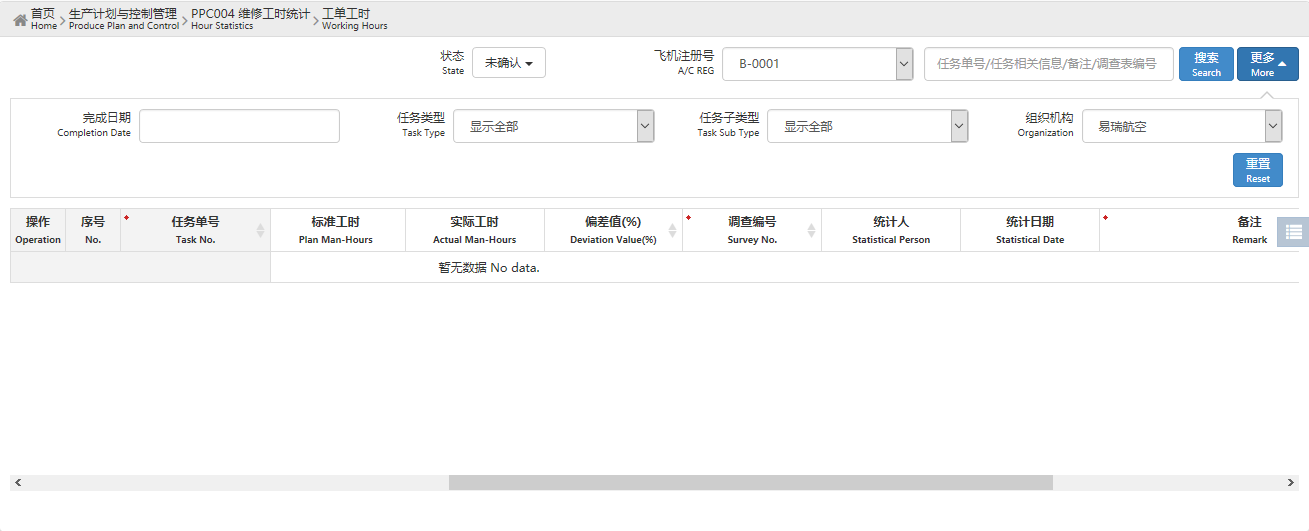 首页 生产计划与控制管理 PPC004 维修工时统计 工单工时
Home Produce Plan and Control Hour Statistics Working Hours
状态 未确认 飞机注册号 B-0001 任务单号/任务相关信息/备注/调查表编号 搜索 更多
State A/C REG Search More
完成日期 任务类型 显示全部 任务子类型 显示全部 组织机构 易瑞航空
Completion Date Task Type Task Sub Type Organization
重置
Reset
操作 序号 * 任务单号 标准工时 实际工时 偏差值(%) * 调查编号 统计人 统计日期 * 备注
Operation No. Task No. Plan Man-Hours Actual Man-Hours Deviation Value(%) Survey No. Statistical Person Statistical Date Remark
暂无数据 No data.